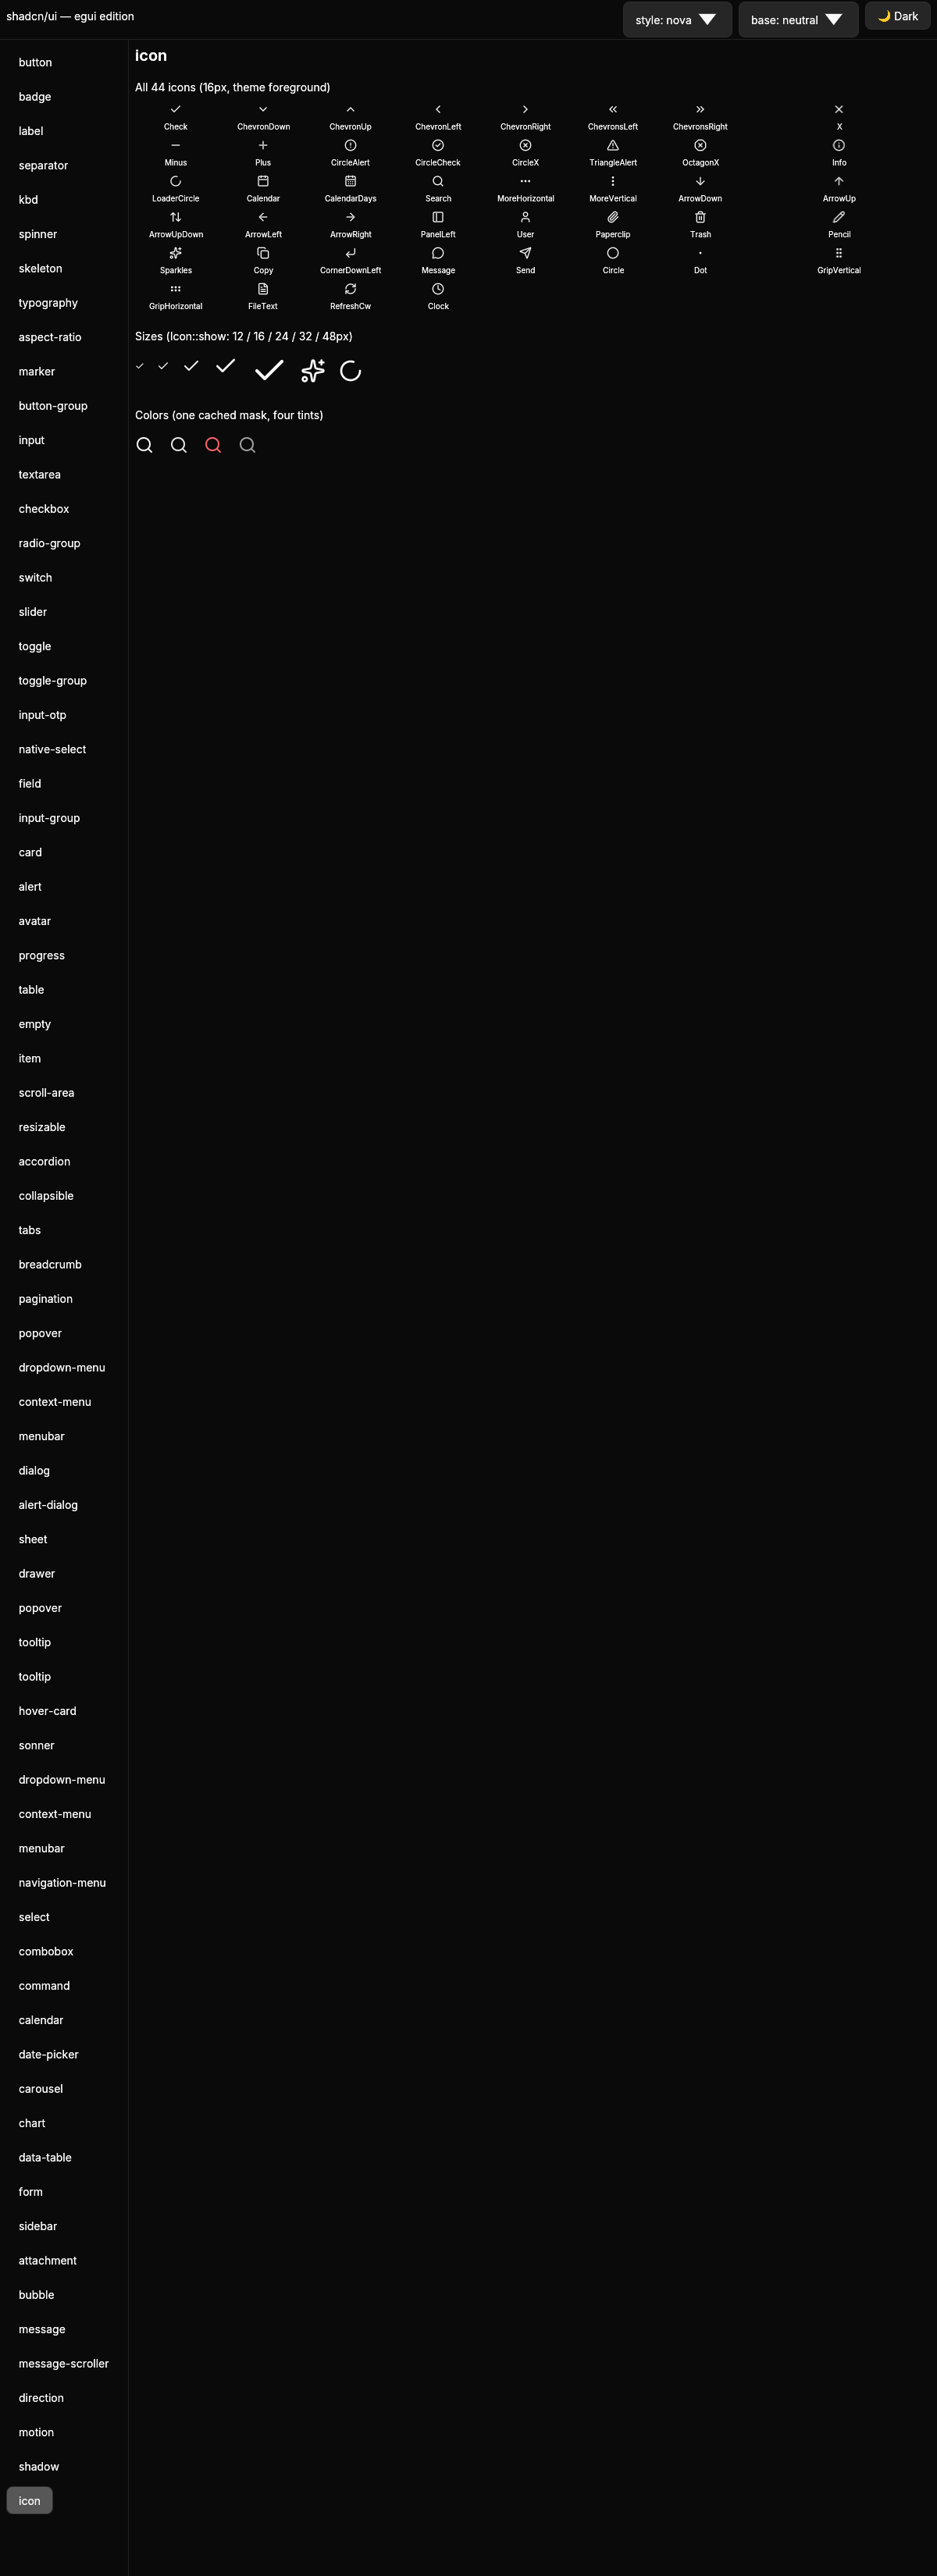 shadcn/ui — egui edition
style: nova
base: neutral
🌙 Dark
button
badge
label
separator
kbd
spinner
skeleton
typography
aspect-ratio
marker
button-group
input
textarea
checkbox
radio-group
switch
slider
toggle
toggle-group
input-otp
native-select
field
input-group
card
alert
avatar
progress
table
empty
item
scroll-area
resizable
accordion
collapsible
tabs
breadcrumb
pagination
popover
dropdown-menu
context-menu
menubar
dialog
alert-dialog
sheet
drawer
popover
tooltip
tooltip
hover-card
sonner
dropdown-menu
context-menu
menubar
navigation-menu
select
combobox
command
calendar
date-picker
carousel
chart
data-table
form
sidebar
attachment
bubble
message
message-scroller
direction
motion
shadow
icon
icon
All 44 icons (16px, theme foreground)
Check ChevronDown ChevronUp ChevronLeft ChevronRight ChevronsLeft ChevronsRight X
Minus Plus CircleAlert CircleCheck CircleX TriangleAlert OctagonX Info
LoaderCircle Calendar CalendarDays Search MoreHorizontal MoreVertical ArrowDown ArrowUp
ArrowUpDown ArrowLeft ArrowRight PanelLeft User Paperclip Trash Pencil
Sparkles Copy CornerDownLeft Message Send Circle Dot GripVertical
GripHorizontal FileText RefreshCw Clock
Sizes (Icon::show: 12 / 16 / 24 / 32 / 48px)
Colors (one cached mask, four tints)